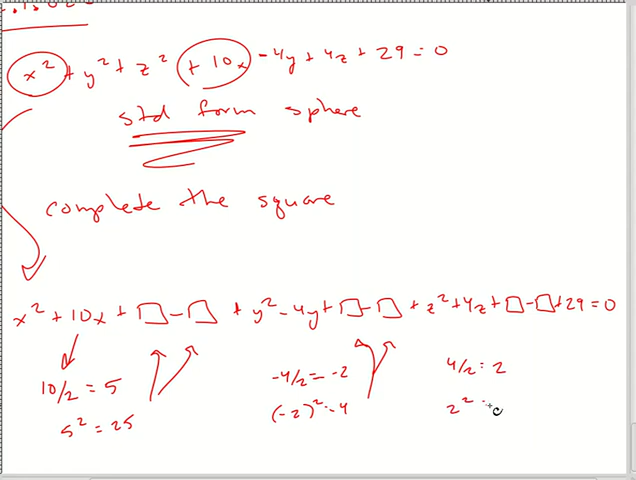 x² + y² + z² + 10x - 4y + 4z + 29 = 0
std form sphere
complete the square
x² + 10x + □ - □ + y² - 4y + □ - □ + z² + 4z + □ - □ + 29 = 0
10/2 = 5
5² = 25
-4/2 = -2
(-2)² = 4
4/2 = 2
2² =